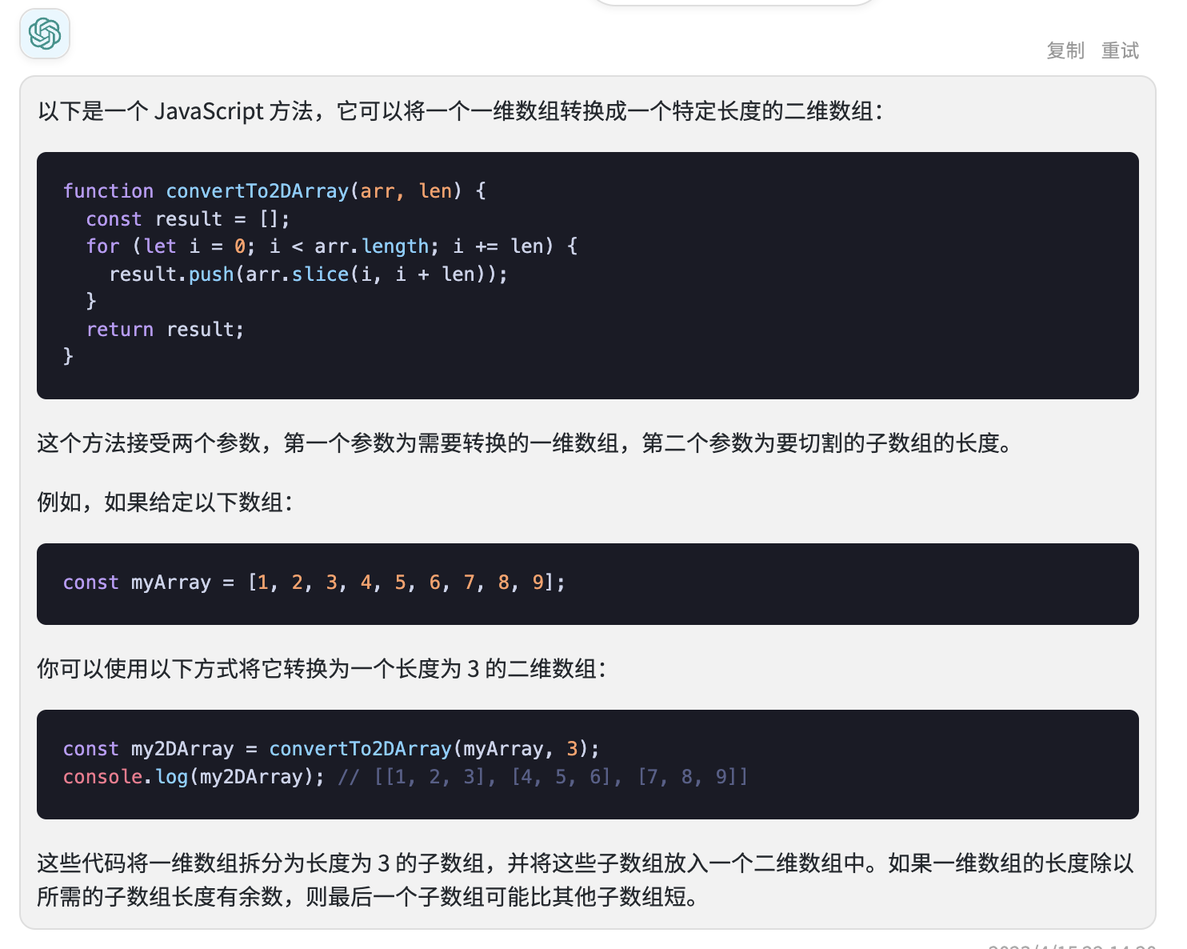 复制 重试
以下是一个 JavaScript 方法，它可以将一个一维数组转换成一个特定长度的二维数组：
function convertTo2DArray(arr, len) {
  const result = [];
  for (let i = 0; i < arr.length; i += len) {
    result.push(arr.slice(i, i + len));
  }
  return result;
}
这个方法接受两个参数，第一个参数为需要转换的一维数组，第二个参数为要切割的子数组的长度。
例如，如果给定以下数组：
const myArray = [1, 2, 3, 4, 5, 6, 7, 8, 9];
你可以使用以下方式将它转换为一个长度为 3 的二维数组：
const my2DArray = convertTo2DArray(myArray, 3);
console.log(my2DArray); // [[1, 2, 3], [4, 5, 6], [7, 8, 9]]
这些代码将一维数组拆分为长度为 3 的子数组，并将这些子数组放入一个二维数组中。如果一维数组的长度除以
所需的子数组长度有余数，则最后一个子数组可能比其他子数组短。